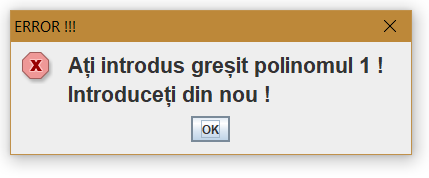 ERROR !!!
Ați introdus greșit polinomul 1 !
Introduceți din nou !
OK